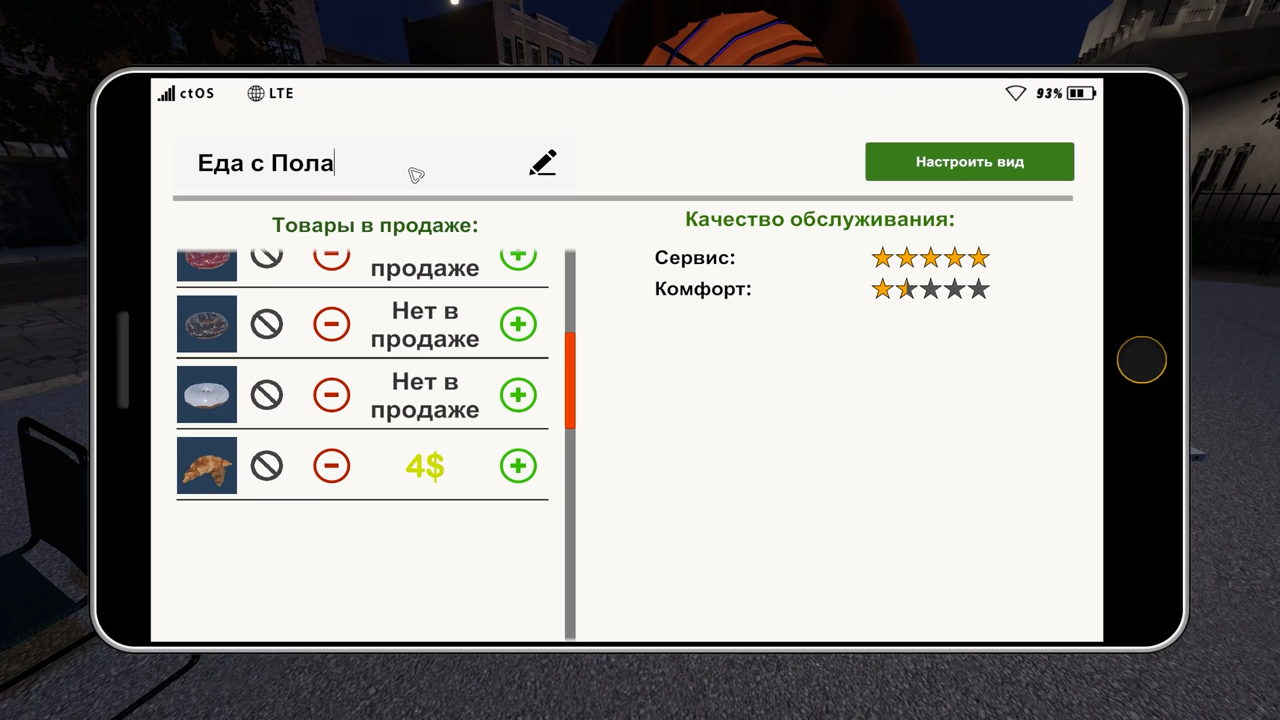 ctOS LTE 93%
Еда с Пола
Настроить вид
Товары в продаже:
Качество обслуживания:
продаже
Сервис:
Комфорт:
Нет в
продаже
Нет в
продаже
4$